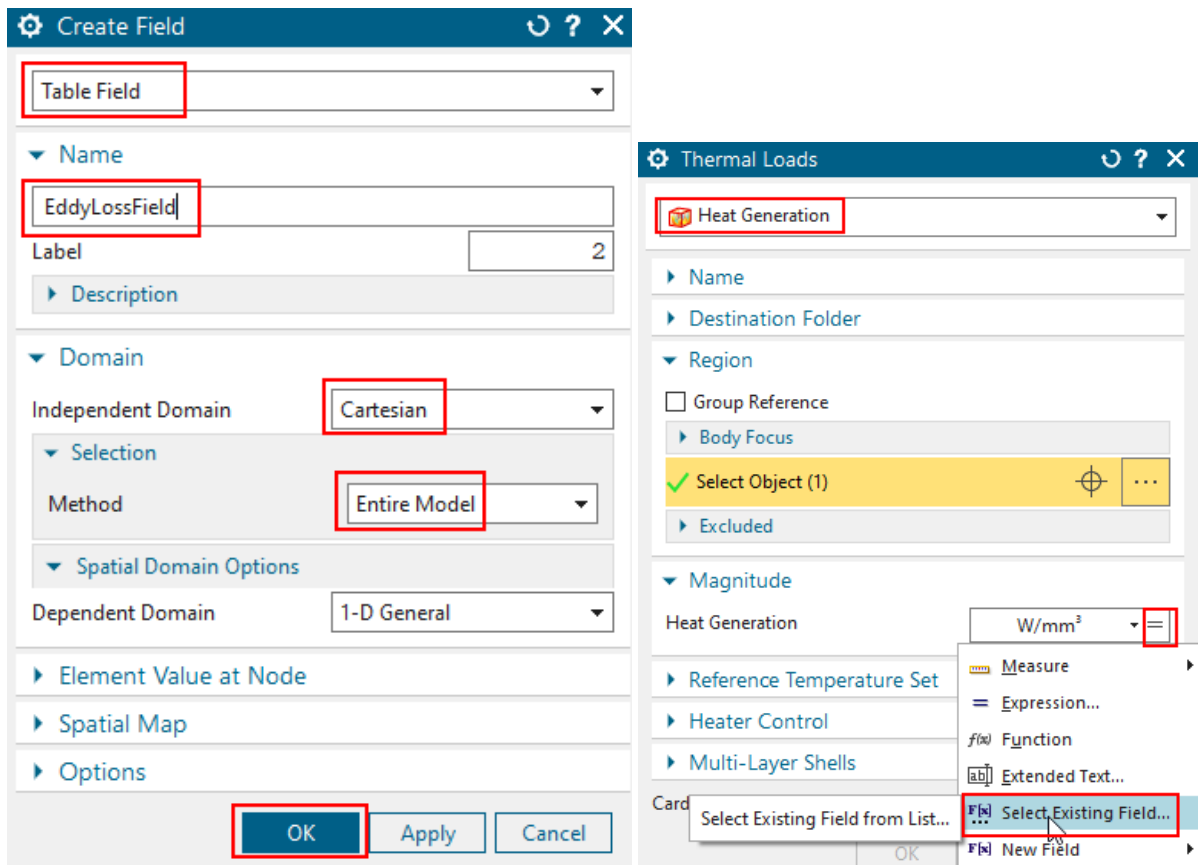 Create Field
?
Table Field
Name
EddyLossField
Label
2
Description
Domain
Independent Domain
Cartesian
Selection
Method
Entire Model
Spatial Domain Options
Dependent Domain
1-D General
Element Value at Node
Spatial Map
Options
OK
Apply
Cancel
Thermal Loads
?
Heat Generation
Name
Destination Folder
Region
Group Reference
Body Focus
Select Object (1)
...
Excluded
Magnitude
Heat Generation
W/mm³
=
Measure
Reference Temperature Set
= Expression...
Heater Control
f(x) Function
Multi-Layer Shells
ab Extended Text...
Card
Select Existing Field from List...
F(x) Select Existing Field...
OK
F(x) New Field